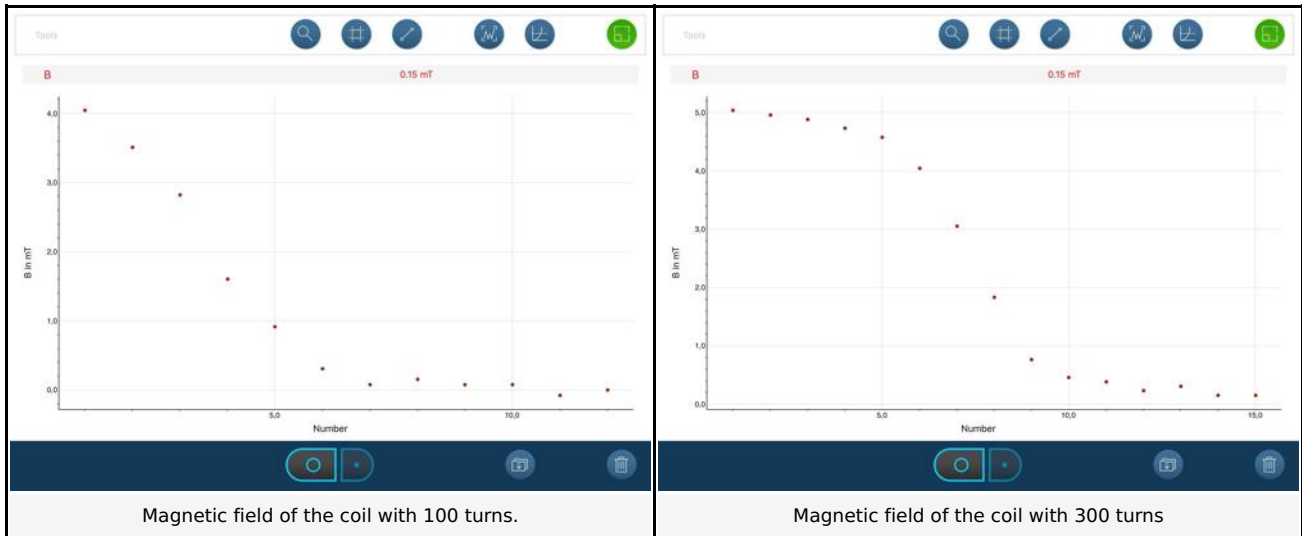 Tools
B 0.15 mT
4,0
3,0
2,0
1,0
0,0
B in mT
5,0 10,0
Number
Magnetic field of the coil with 100 turns.
Tools
B 0.15 mT
5,0
4,0
3,0
2,0
1,0
0,0
B in mT
5,0 10,0 15,0
Number
Magnetic field of the coil with 300 turns